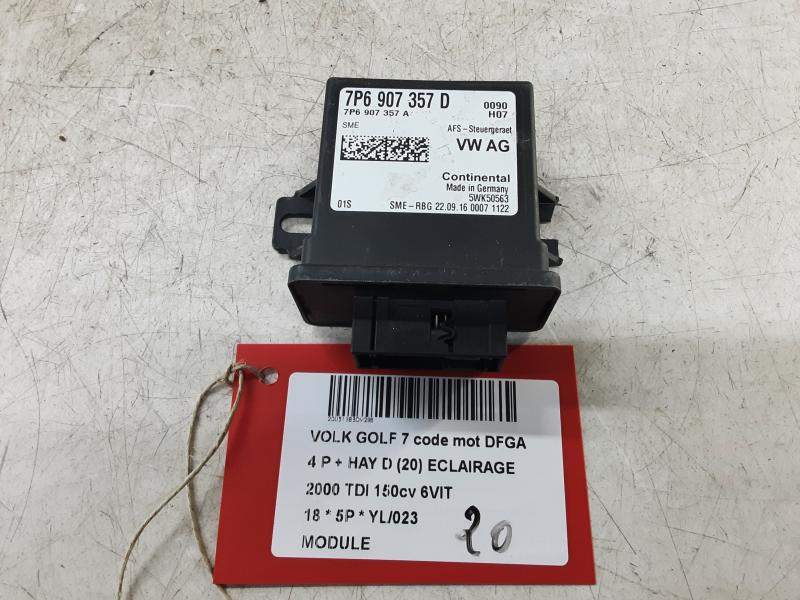 7P6 907 357 D
7P6 907 357 A
0090
H07
SME
AFS-Steuergeraet
VW AG
Continental
Made in Germany
5WK50563
01S
SME-RBG 22.09.16 0007 1122
VOLK GOLF 7 code mot DFGA
4 P + HAY D (20) ECLAIRAGE
2000 TDI 150cv 6VIT
18 * 5P * YL/023
MODULE
20